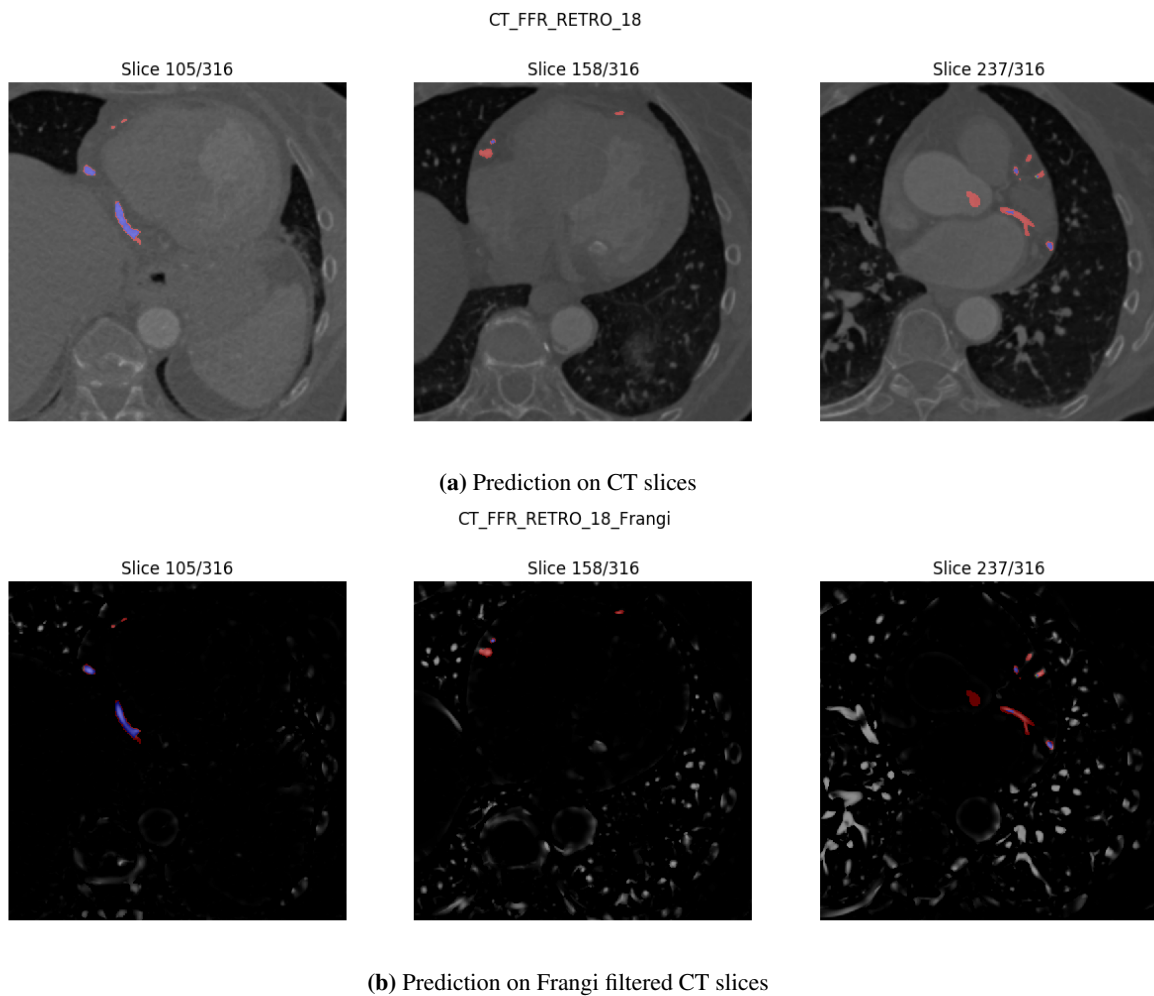 CT_FFR_RETRO_18
Slice 105/316
Slice 158/316
Slice 237/316
(a) Prediction on CT slices
CT_FFR_RETRO_18_Frangi
Slice 105/316
Slice 158/316
Slice 237/316
(b) Prediction on Frangi filtered CT slices